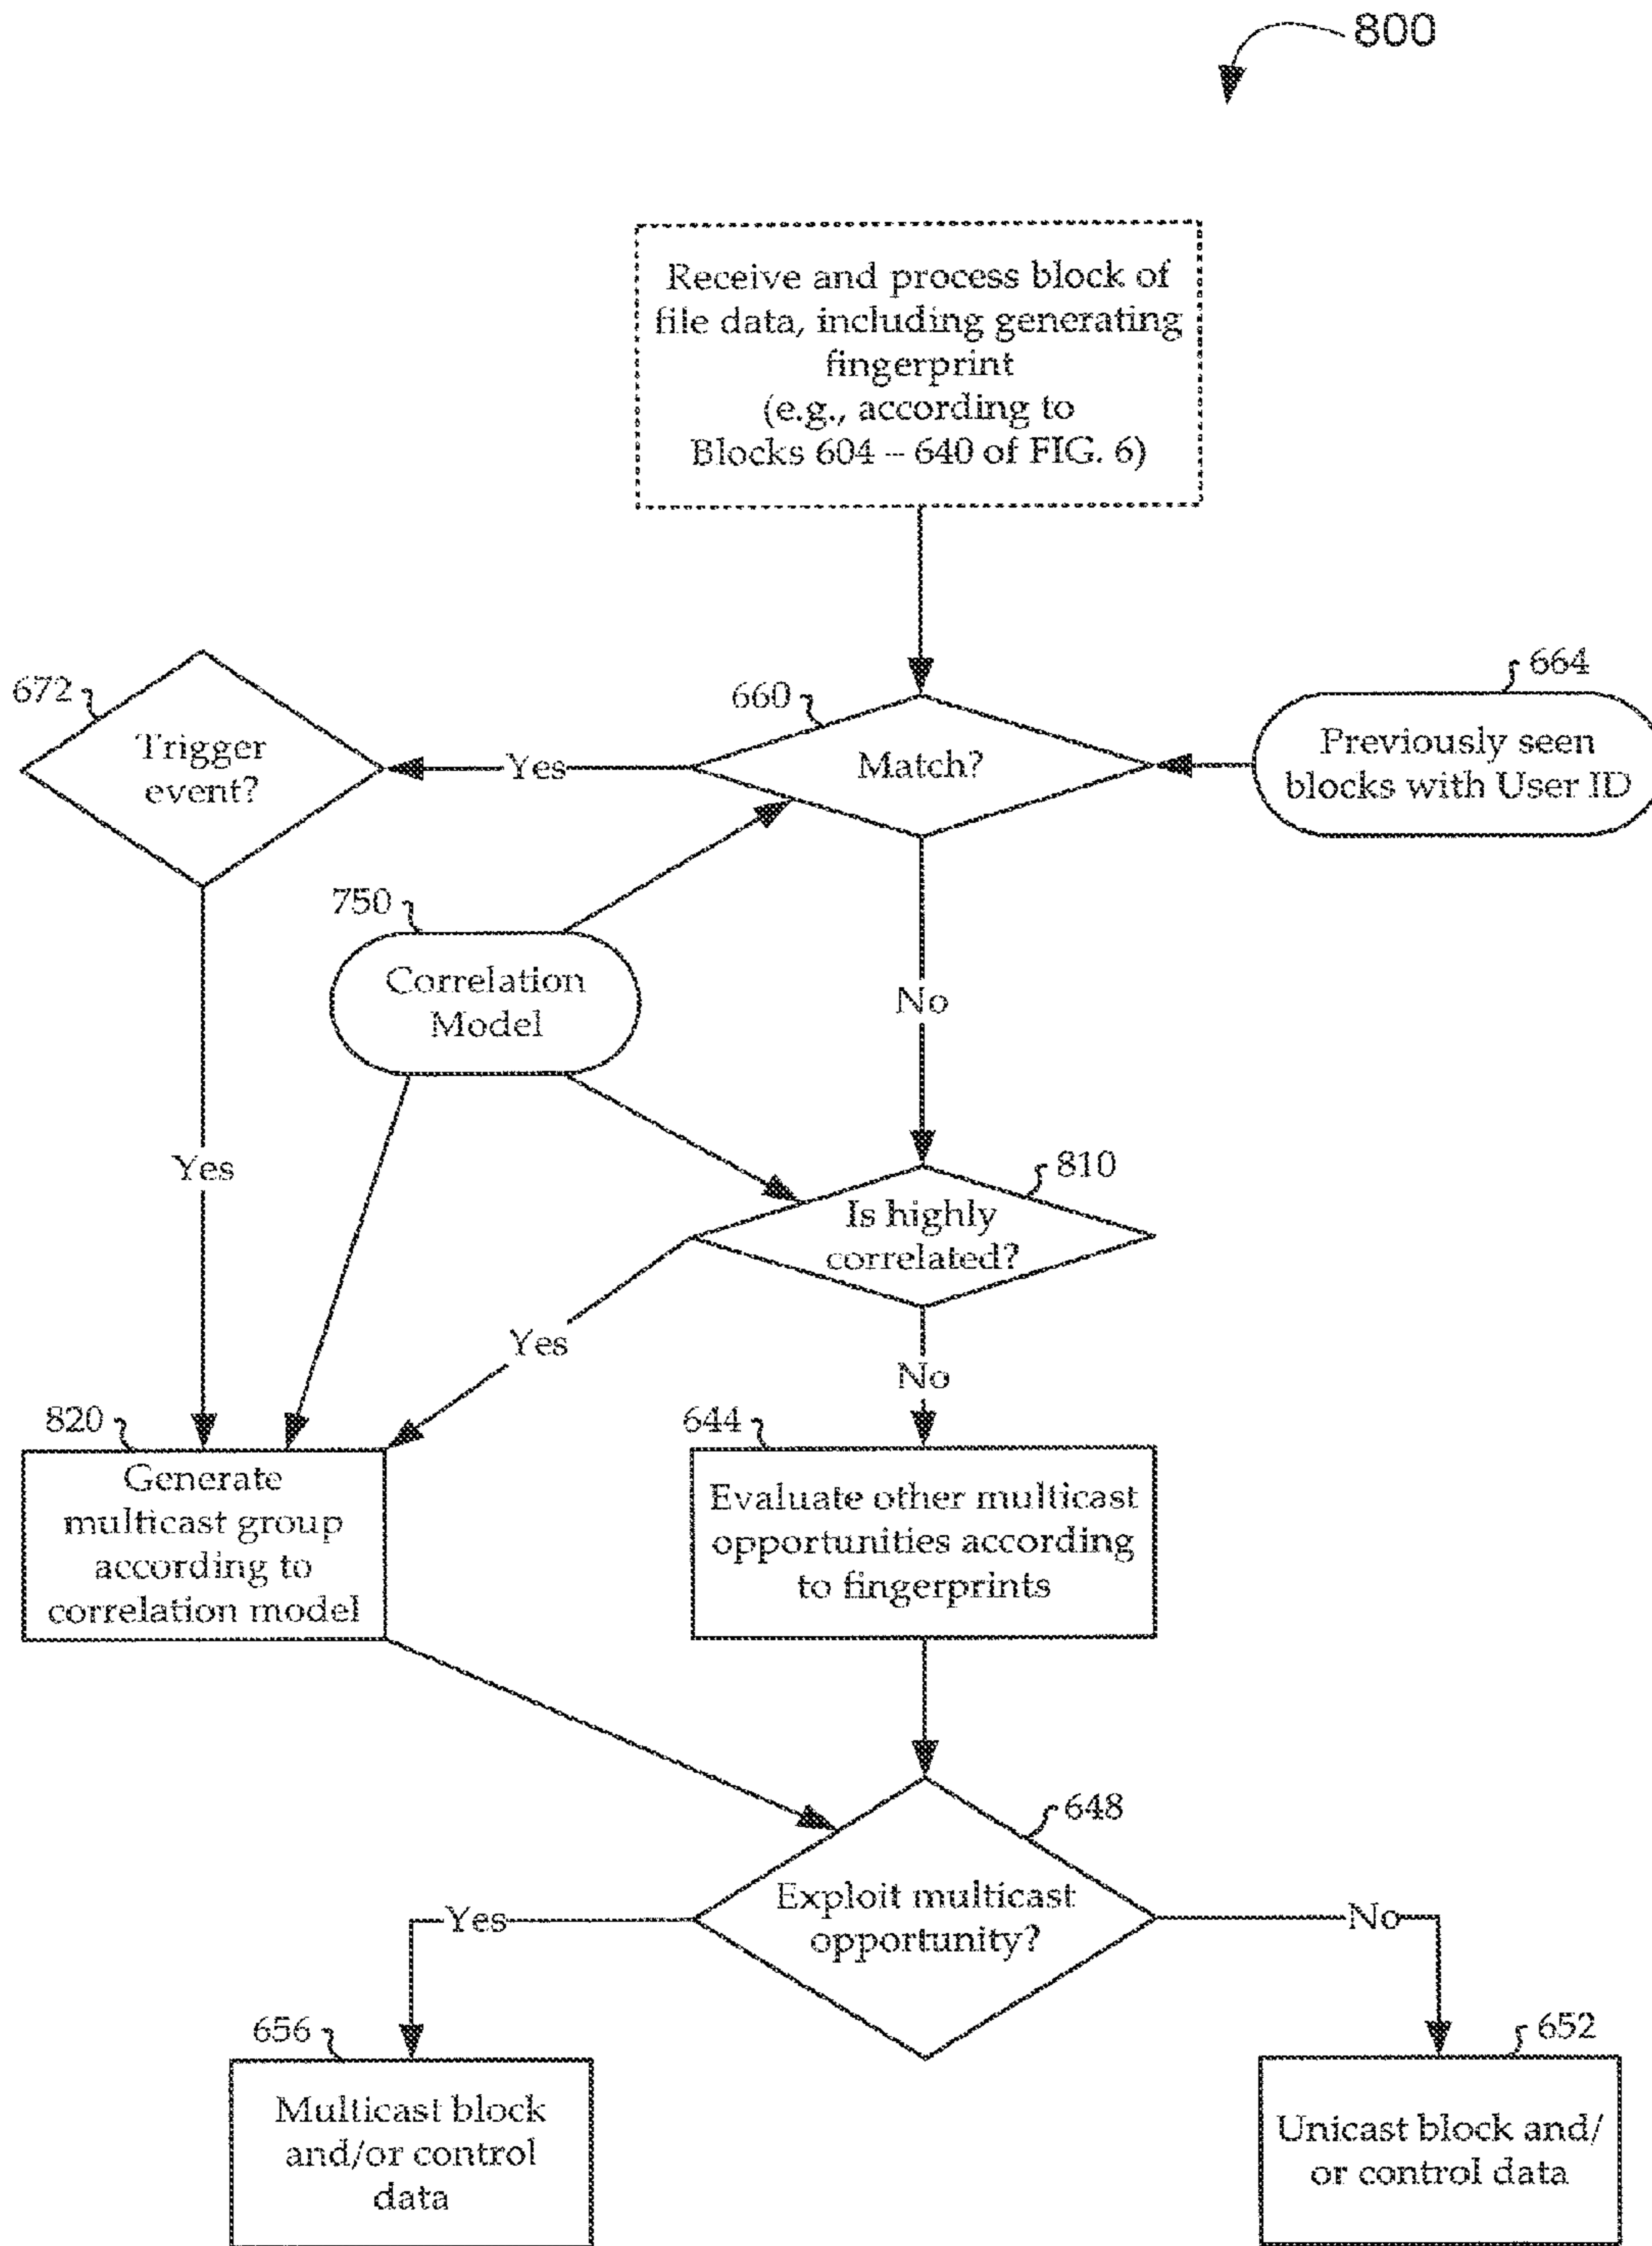 800
Receive and process block of
file data, including generating
fingerprint
(e.g., according to
Blocks 604 – 640 of FIG. 6)
672
Trigger
event?
Yes
660
Match?
664
Previously seen
blocks with User ID
750
Correlation
Model
No
Yes
810
Is highly
correlated?
Yes
No
820
Generate
multicast group
according to
correlation model
644
Evaluate other multicast
opportunities according
to fingerprints
648
Exploit multicast
opportunity?
Yes
No
656
Multicast block
and/or control
data
652
Unicast block and/
or control data